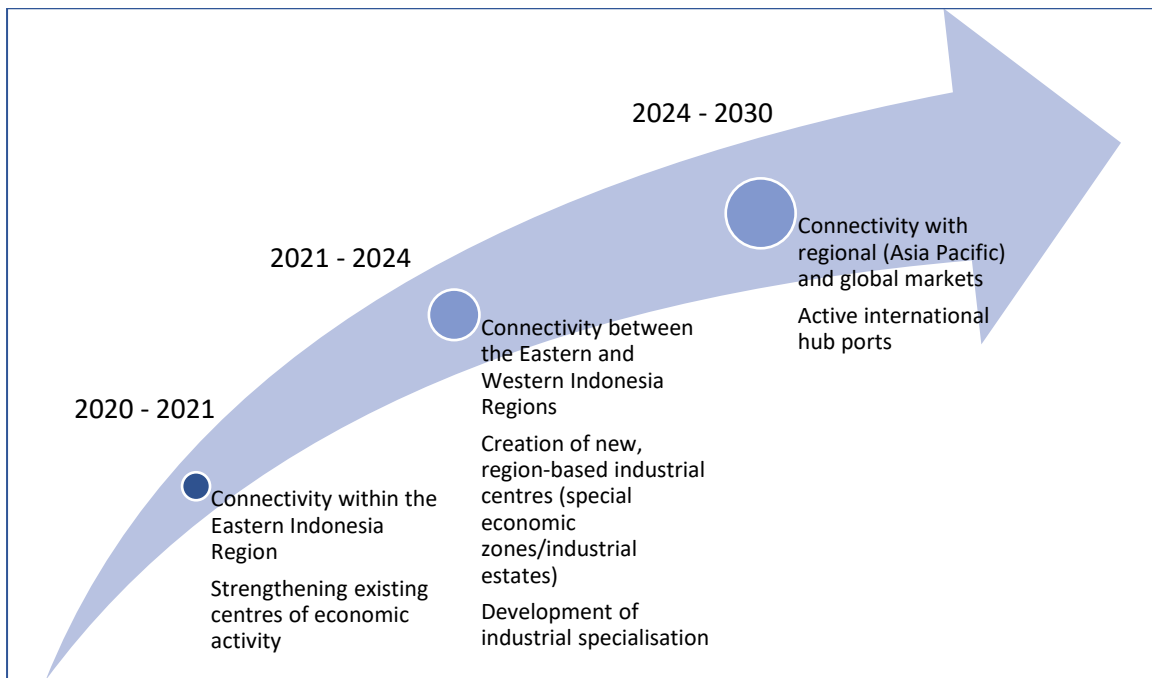 2020 - 2021
Connectivity within the
Eastern Indonesia
Region
Strengthening existing
centres of economic
activity
2021 - 2024
Connectivity between
the Eastern and
Western Indonesia
Regions
Creation of new,
region-based industrial
centres (special
economic
zones/industrial
estates)
Development of
industrial specialisation
2024 - 2030
Connectivity with
regional (Asia Pacific)
and global markets
Active international
hub ports